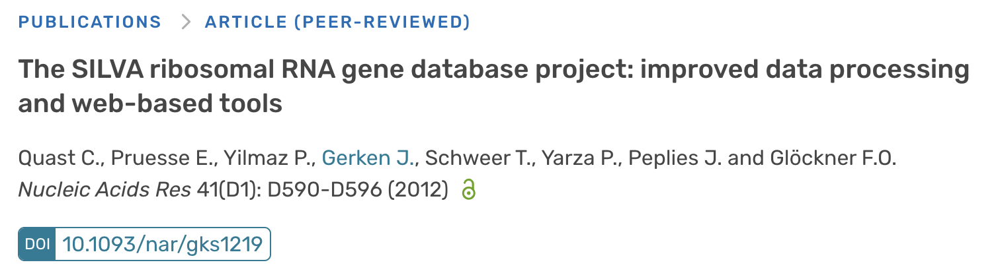 PUBLICATIONS > ARTICLE (PEER-REVIEWED)
The SILVA ribosomal RNA gene database project: improved data processing
and web-based tools
Quast C., Pruesse E., Yilmaz P., Gerken J., Schweer T., Yarza P., Peplies J. and Glöckner F.O.
Nucleic Acids Res 41(D1): D590-D596 (2012)
DOI 10.1093/nar/gks1219